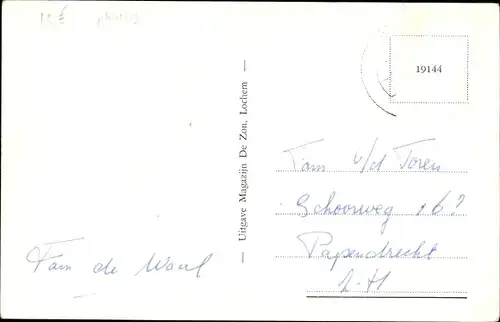 19144
Fam v/d Toren
Schoorweg 16?
Papendrecht
Z-H
Fam de Waal
— Uitgave Magazijn De Zon, Lochem —